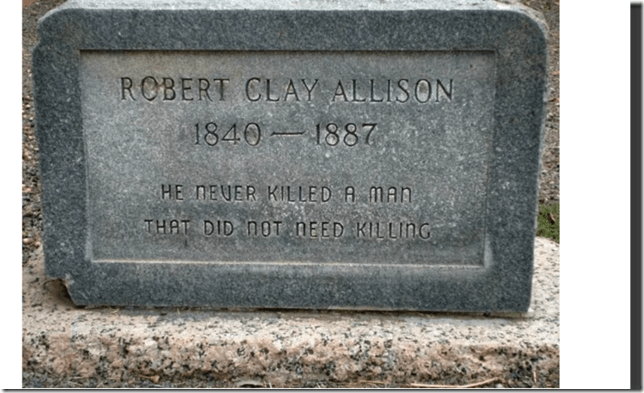 ROBERT CLAY ALLISON
1840 — 1887
HE NEVER KILLED A MAN
THAT DID NOT NEED KILLING